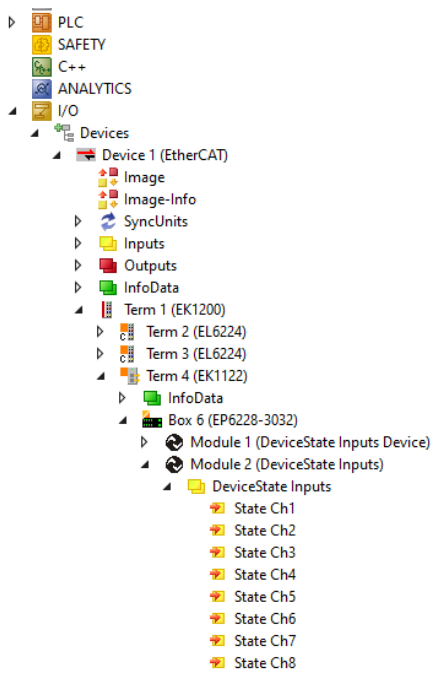 PLC
SAFETY
C++
ANALYTICS
I/O
Devices
Device 1 (EtherCAT)
Image
Image-Info
SyncUnits
Inputs
Outputs
InfoData
Term 1 (EK1200)
Term 2 (EL6224)
Term 3 (EL6224)
Term 4 (EK1122)
InfoData
Box 6 (EP6228-3032)
Module 1 (DeviceState Inputs Device)
Module 2 (DeviceState Inputs)
DeviceState Inputs
State Ch1
State Ch2
State Ch3
State Ch4
State Ch5
State Ch6
State Ch7
State Ch8